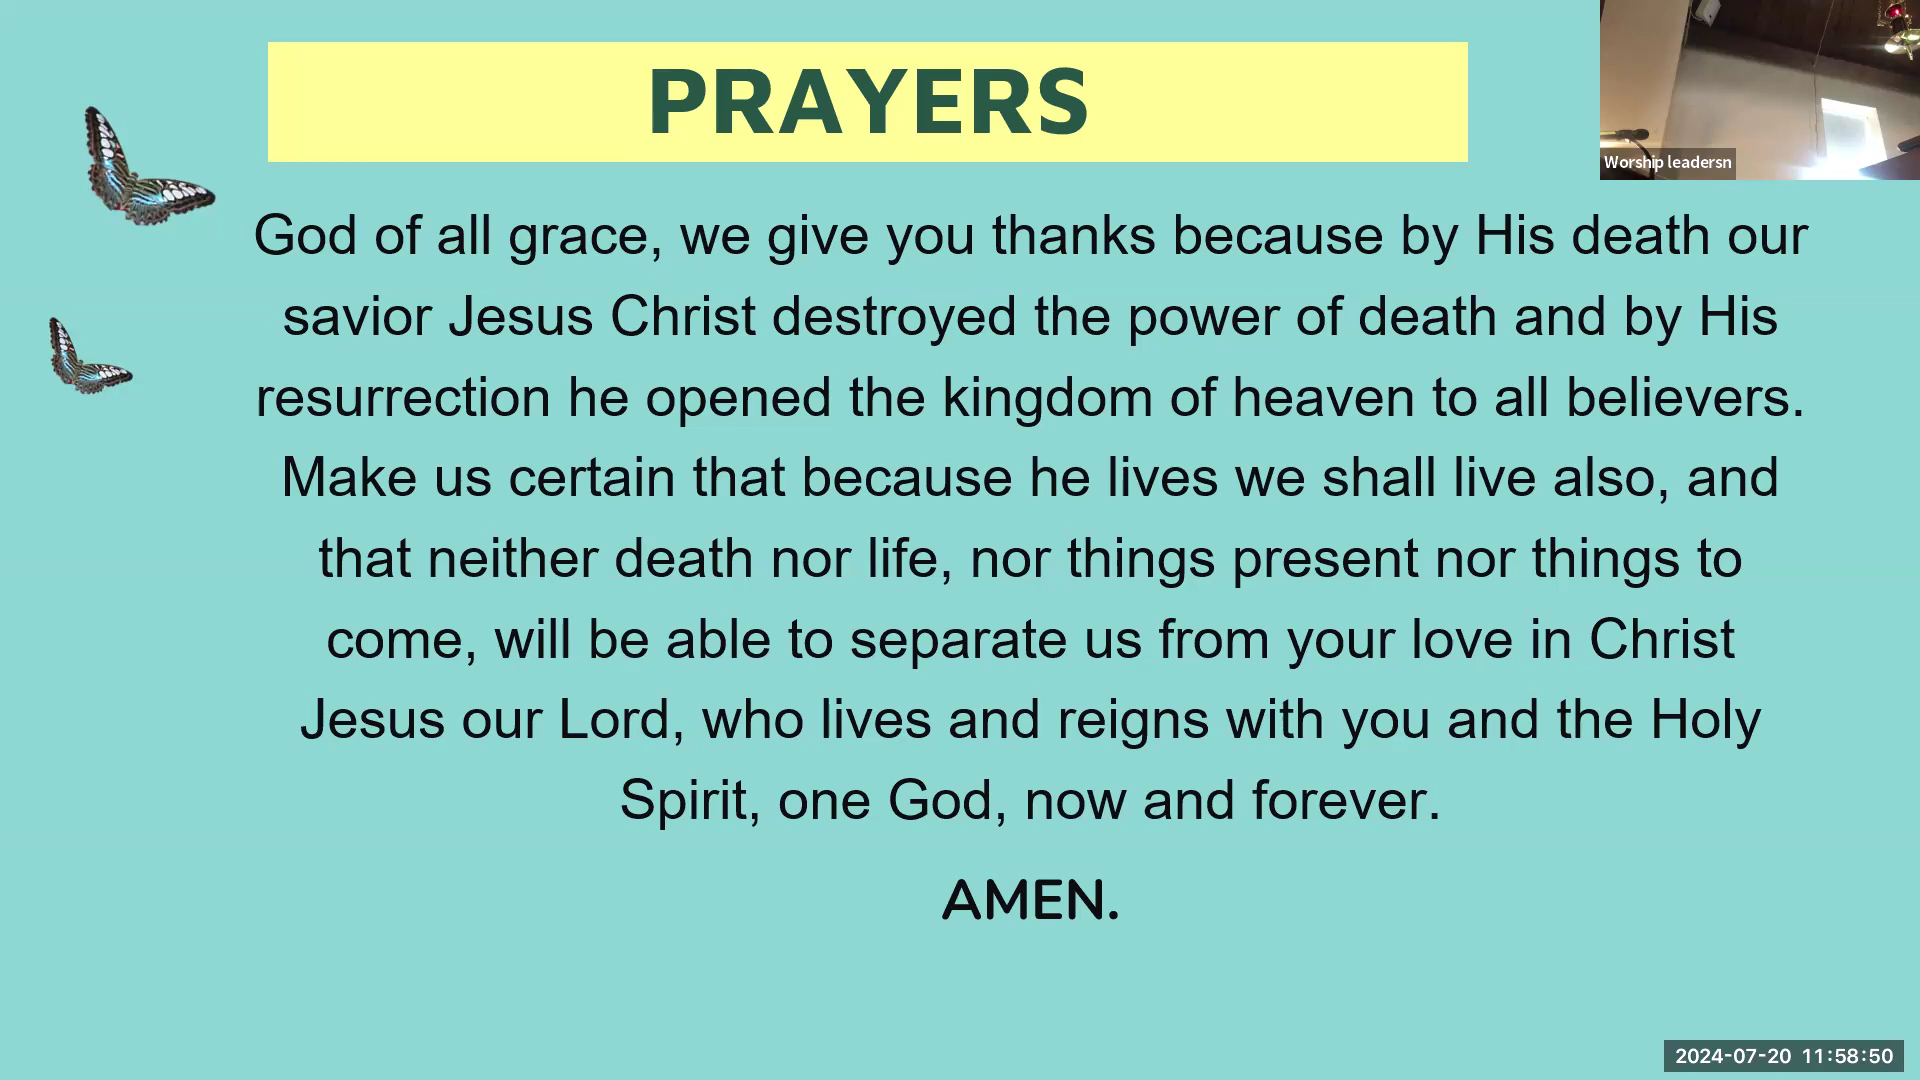 PRAYERS
Worship leadersn
God of all grace, we give you thanks because by His death our
savior Jesus Christ destroyed the power of death and by His
resurrection he opened the kingdom of heaven to all believers.
Make us certain that because he lives we shall live also, and
that neither death nor life, nor things present nor things to
come, will be able to separate us from your love in Christ
Jesus our Lord, who lives and reigns with you and the Holy
Spirit, one God, now and forever.
AMEN.
2024-07-20 11:58:50